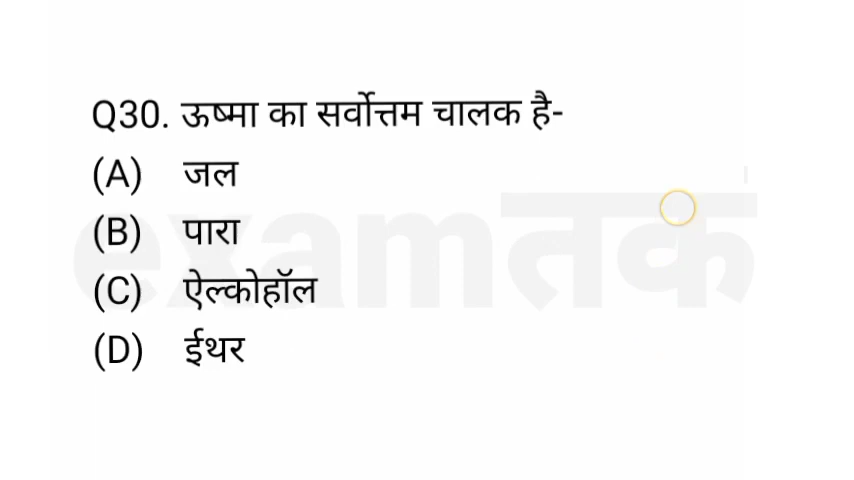 Q30. ऊष्मा का सर्वोत्तम चालक है-
(A) जल
(B) पारा
(C) ऐल्कोहॉल
(D) ईथर
examतक